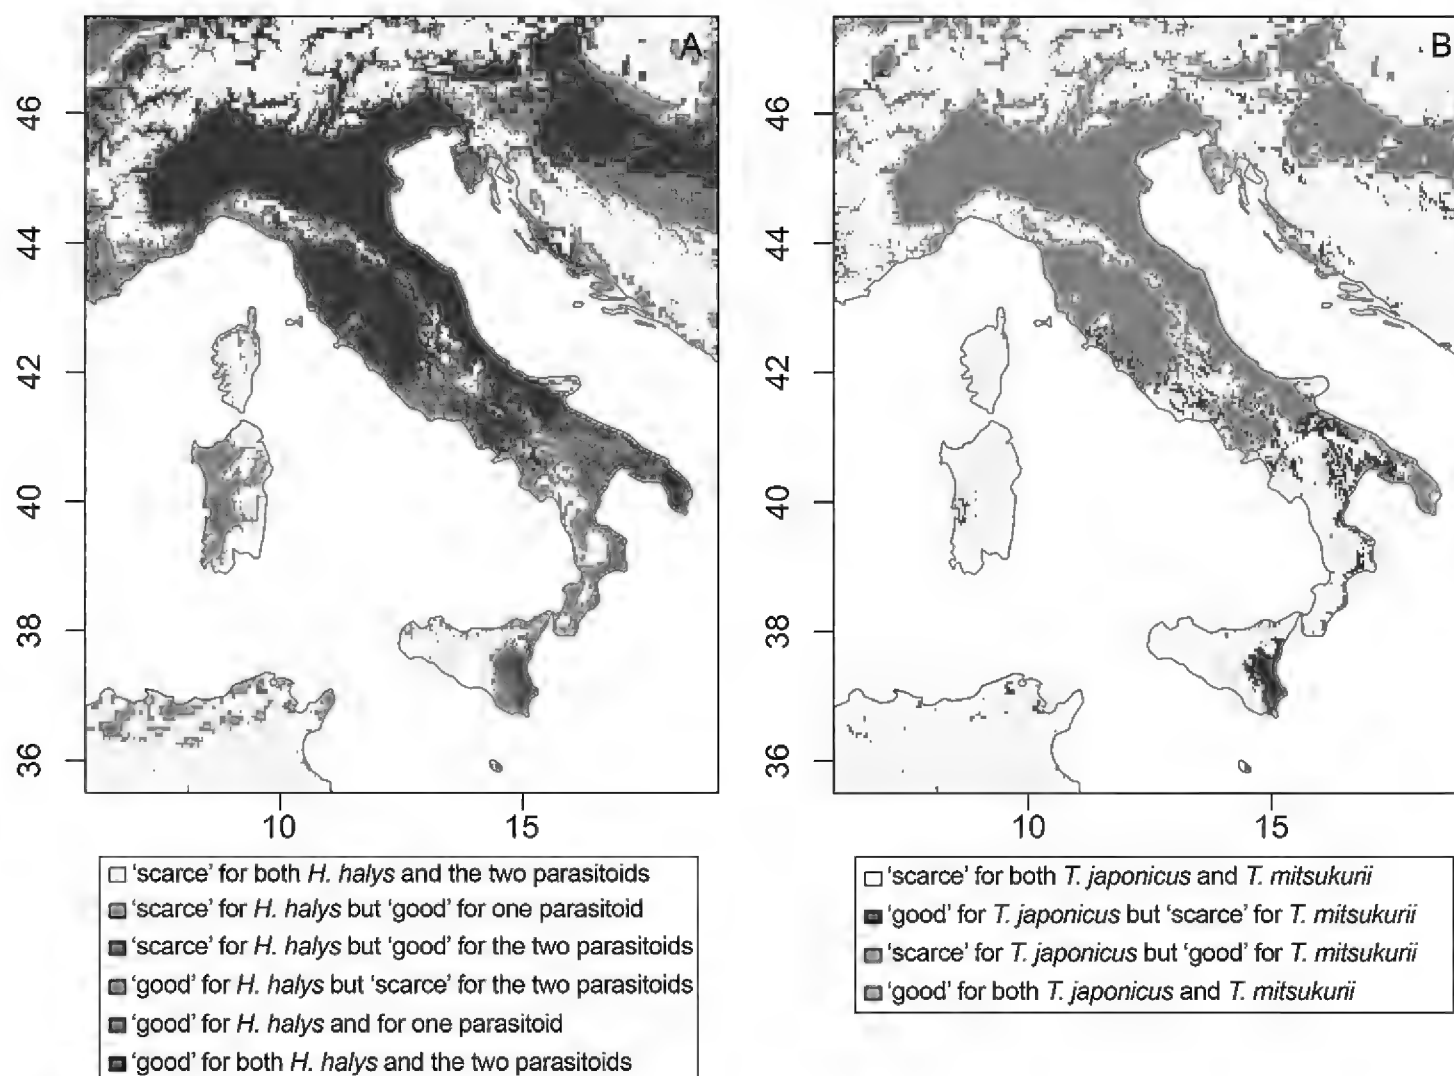 A
B
46
44
42
40
38
36
10
15
46
44
42
40
38
36
10
15
'scarce' for both H. halys and the two parasitoids
'scarce' for H. halys but 'good' for one parasitoid
'scarce' for H. halys but 'good' for the two parasitoids
'good' for H. halys but 'scarce' for the two parasitoids
'good' for H. halys and for one parasitoid
'good' for both H. halys and the two parasitoids
'scarce' for both T. japonicus and T. mitsukurii
'good' for T. japonicus but 'scarce' for T. mitsukurii
'scarce' for T. japonicus but 'good' for T. mitsukurii
'good' for both T. japonicus and T. mitsukurii